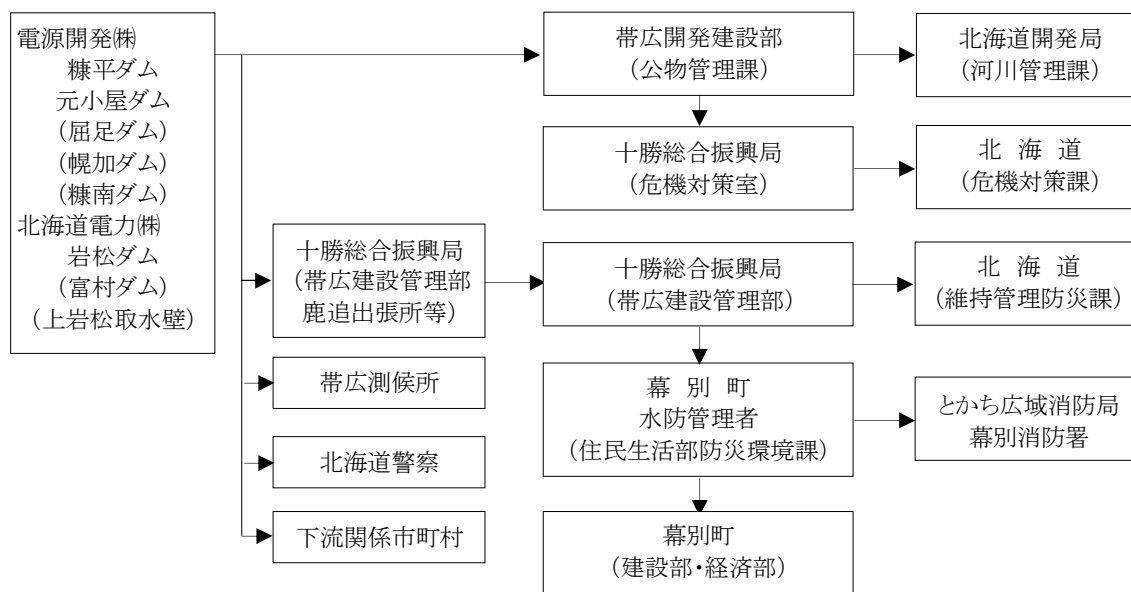 電源開発㈱
糠平ダム
元小屋ダム
(屈足ダム)
(幌加ダム)
(糠南ダム)
北海道電力㈱
岩松ダム
(富村ダム)
(上岩松取水壁)
帯広開発建設部
(公物管理課)
北海道開発局
(河川管理課)
十勝総合振興局
(危機対策室)
北 海 道
(危機対策課)
十勝総合振興局
(帯広建設管理部
鹿追出張所等)
十勝総合振興局
(帯広建設管理部)
北 海 道
(維持管理防災課)
帯広測候所
幕 別 町
水防管理者
(住民生活部防災環境課)
とかち広域消防局
幕別消防署
北海道警察
下流関係市町村
幕別町
(建設部・経済部)